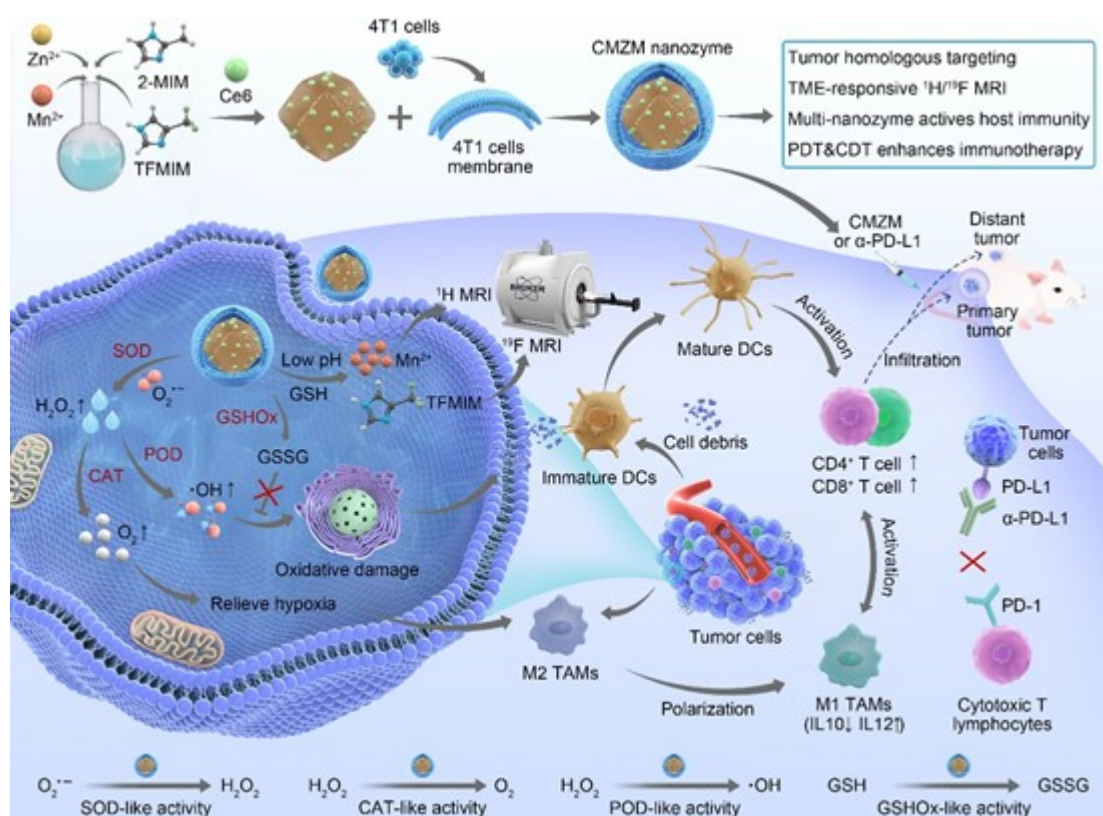 Zn²⁺
2-MIM
Mn²⁺
TFMIM
Ce6
4T1 cells
4T1 cells
membrane
CMZM nanozyme
Tumor homologous targeting
TME-responsive ¹H/¹⁹F MRI
Multi-nanozyme actives host immunity
PDT&CDT enhances immunotherapy
CMZM
or α-PD-L1
Distant
tumor
Primary
tumor
¹H MRI
BRUKER
¹⁹F MRI
Mature DCs
Activation
Infiltration
SOD
O₂•⁻
H₂O₂↑
Low pH
GSH
Mn²⁺
TFMIM
GSHOx
GSSG
POD
CAT
•OH↑
O₂↑
Oxidative damage
Relieve hypoxia
Immature DCs
Cell debris
CD4⁺ T cell ↑
CD8⁺ T cell ↑
Tumor
cells
PD-L1
α-PD-L1
PD-1
Cytotoxic T
lymphocytes
Activation
Tumor cells
M2 TAMs
Polarization
M1 TAMs
(IL10↓ IL12↑)
O₂•⁻
H₂O₂
SOD-like activity
H₂O₂
O₂
CAT-like activity
H₂O₂
•OH
POD-like activity
GSH
GSSG
GSHOx-like activity